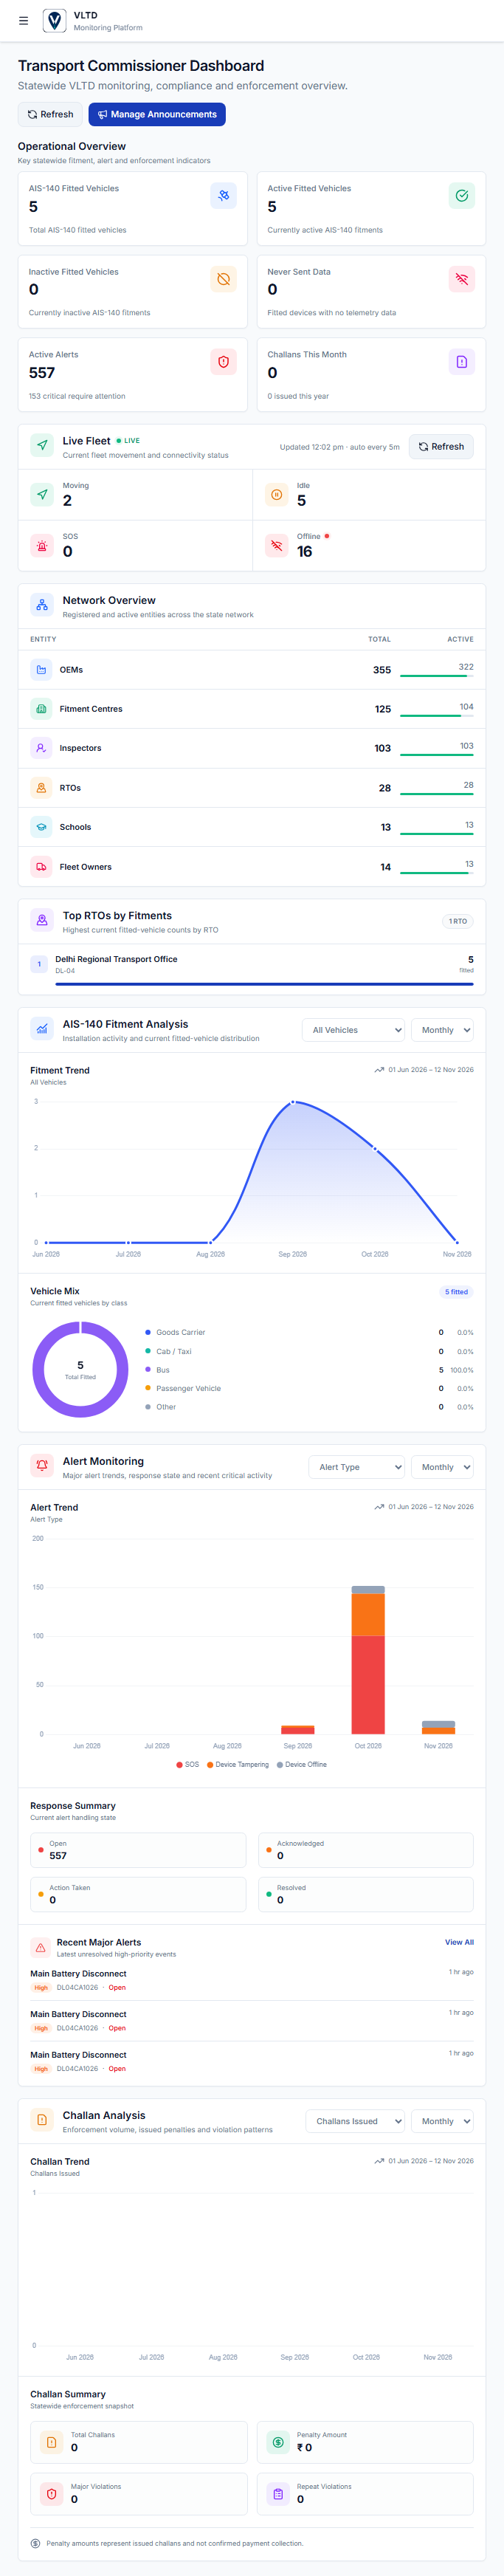 VLTD
Monitoring Platform
Transport Commissioner Dashboard
Statewide VLTD monitoring, compliance and enforcement overview.
Refresh
Manage Announcements
Operational Overview
Key statewide fitment, alert and enforcement indicators
AIS-140 Fitted Vehicles
5
Total AIS-140 fitted vehicles
Active Fitted Vehicles
5
Currently active AIS-140 fitments
Inactive Fitted Vehicles
0
Currently inactive AIS-140 fitments
Never Sent Data
0
Fitted devices with no telemetry data
Active Alerts
557
153 critical require attention
Challans This Month
0
0 issued this year
Live Fleet LIVE
Current fleet movement and connectivity status
Updated 12:02 pm · auto every 5m
Refresh
Moving
2
Idle
5
SOS
0
Offline
16
Network Overview
Registered and active entities across the state network
ENTITY TOTAL ACTIVE
OEMs 355 322
Fitment Centres 125 104
Inspectors 103 103
RTOs 28 28
Schools 13 13
Fleet Owners 14 13
Top RTOs by Fitments
Highest current fitted-vehicle counts by RTO
1 RTO
1 Delhi Regional Transport Office 5
DL-04 fitted
AIS-140 Fitment Analysis
Installation activity and current fitted-vehicle distribution
All Vehicles
Monthly
Fitment Trend
All Vehicles
01 Jun 2026 – 12 Nov 2026
3
2
1
0
Jun 2026 Jul 2026 Aug 2026 Sep 2026 Oct 2026 Nov 2026
Vehicle Mix
Current fitted vehicles by class
5 fitted
5
Total Fitted
Goods Carrier 0 0.0%
Cab / Taxi 0 0.0%
Bus 5 100.0%
Passenger Vehicle 0 0.0%
Other 0 0.0%
Alert Monitoring
Major alert trends, response state and recent critical activity
Alert Type
Monthly
Alert Trend
Alert Type
01 Jun 2026 – 12 Nov 2026
200
150
100
50
0
Jun 2026 Jul 2026 Aug 2026 Sep 2026 Oct 2026 Nov 2026
SOS Device Tampering Device Offline
Response Summary
Current alert handling state
Open
557
Acknowledged
0
Action Taken
0
Resolved
0
Recent Major Alerts
Latest unresolved high-priority events
View All
Main Battery Disconnect 1 hr ago
High DL04CA1026 · Open
Main Battery Disconnect 1 hr ago
High DL04CA1026 · Open
Main Battery Disconnect 1 hr ago
High DL04CA1026 · Open
Challan Analysis
Enforcement volume, issued penalties and violation patterns
Challans Issued
Monthly
Challan Trend
Challans Issued
01 Jun 2026 – 12 Nov 2026
1
0
Jun 2026 Jul 2026 Aug 2026 Sep 2026 Oct 2026 Nov 2026
Challan Summary
Statewide enforcement snapshot
Total Challans
0
Penalty Amount
₹ 0
Major Violations
0
Repeat Violations
0
Penalty amounts represent issued challans and not confirmed payment collection.